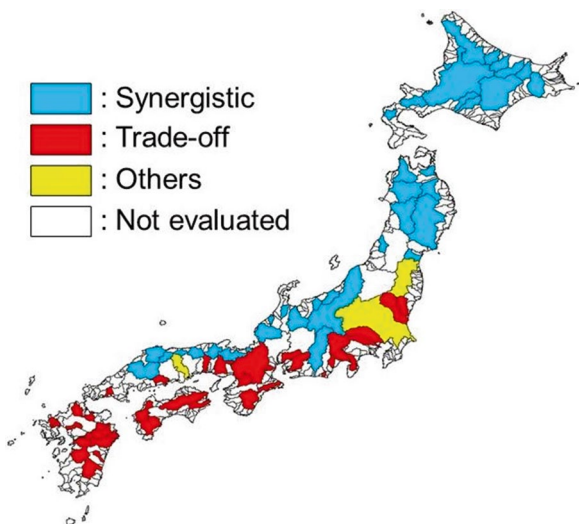 : Synergistic
: Trade-off
: Others
: Not evaluated